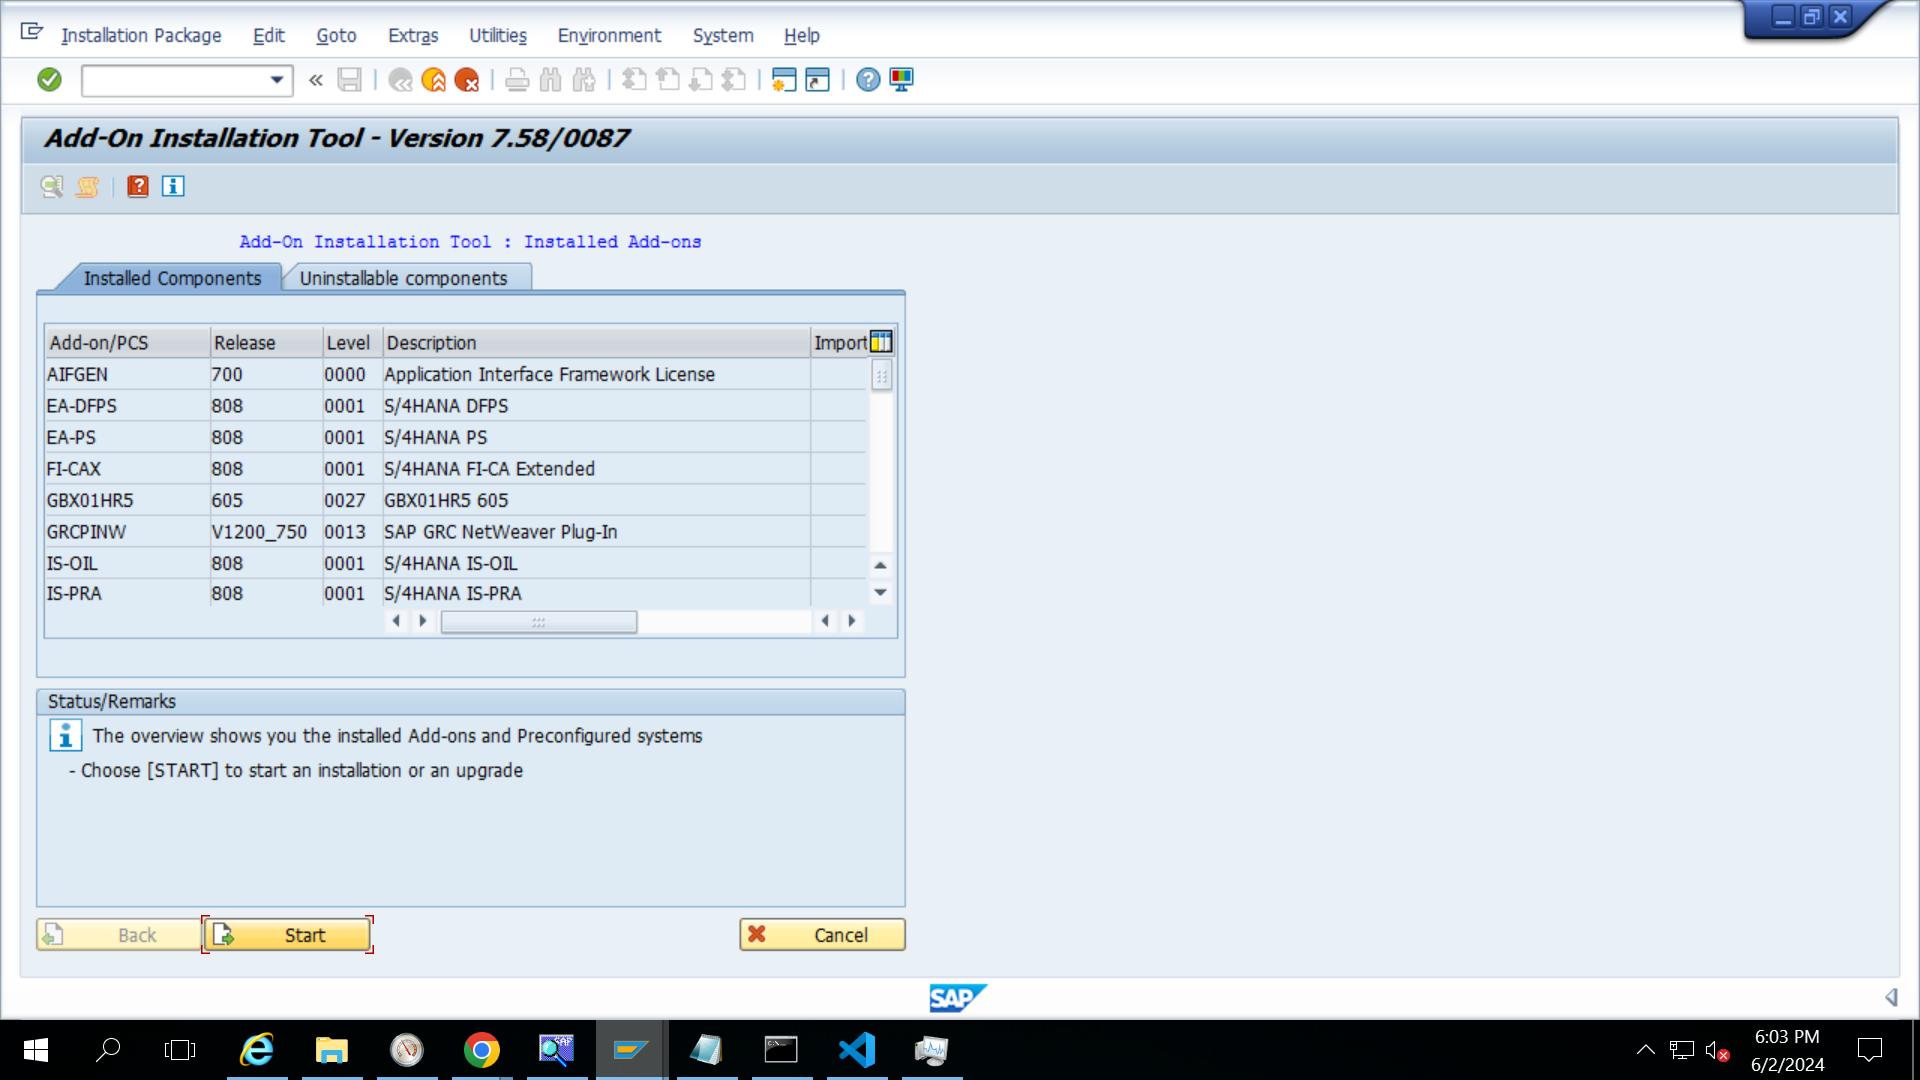 Installation Package Edit Goto Extras Utilities Environment System Help
Add-On Installation Tool - Version 7.58/0087
Add-On Installation Tool : Installed Add-ons
Installed Components Uninstallable components
Add-on/PCS Release Level Description Import
AIFGEN 700 0000 Application Interface Framework License
EA-DFPS 808 0001 S/4HANA DFPS
EA-PS 808 0001 S/4HANA PS
FI-CAX 808 0001 S/4HANA FI-CA Extended
GBX01HR5 605 0027 GBX01HR5 605
GRCPINW V1200_750 0013 SAP GRC NetWeaver Plug-In
IS-OIL 808 0001 S/4HANA IS-OIL
IS-PRA 808 0001 S/4HANA IS-PRA
Status/Remarks
The overview shows you the installed Add-ons and Preconfigured systems
- Choose [START] to start an installation or an upgrade
Back Start Cancel
SAP
SAP
6:03 PM
6/2/2024